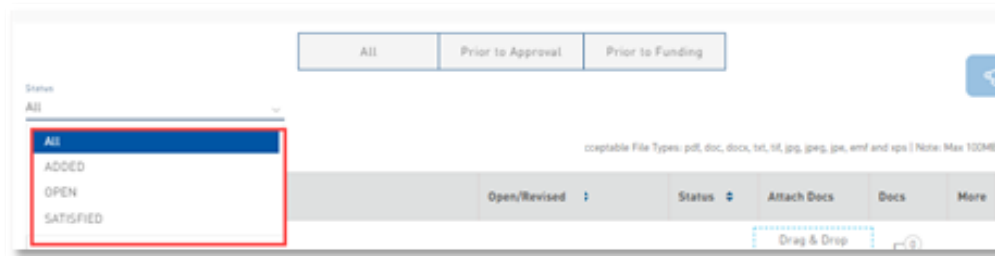 All Prior to Approval Prior to Funding
Status
All
All
ADDED
cceptable File Types: pdf, doc, docx, txt, tif, jpg, jpeg, jpe, emf and xps | Note: Max 100MB
OPEN
Open/Revised Status Attach Docs Docs More
SATISFIED
Drag & Drop
0